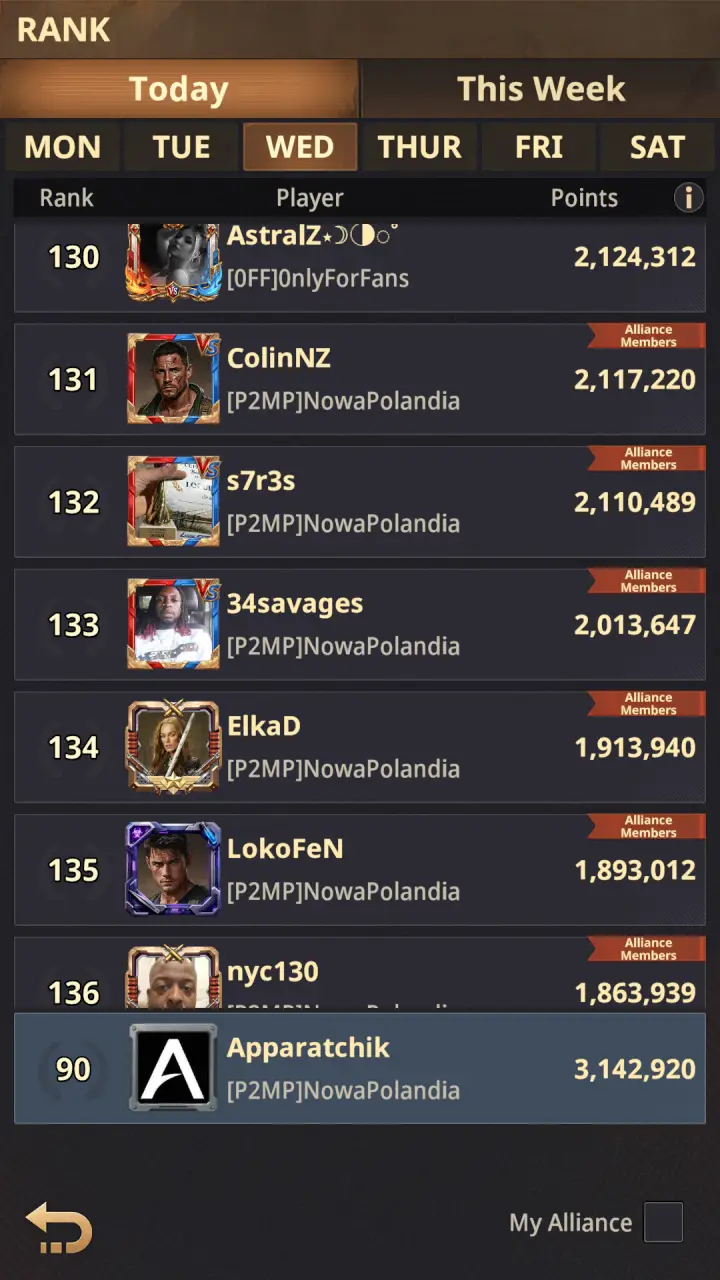 RANK
Today
This Week
MON
TUE
WED
THUR
FRI
SAT
Rank
Player
Points
130
AstralZ⋆☽◑◌˚
[0FF]0nlyForFans
2,124,312
Alliance
Members
131
ColinNZ
[P2MP]NowaPolandia
2,117,220
Alliance
Members
132
s7r3s
[P2MP]NowaPolandia
2,110,489
Alliance
Members
133
34savages
[P2MP]NowaPolandia
2,013,647
Alliance
Members
134
ElkaD
[P2MP]NowaPolandia
1,913,940
Alliance
Members
135
LokoFeN
[P2MP]NowaPolandia
1,893,012
Alliance
Members
136
nyc130
1,863,939
90
Apparatchik
[P2MP]NowaPolandia
3,142,920
My Alliance